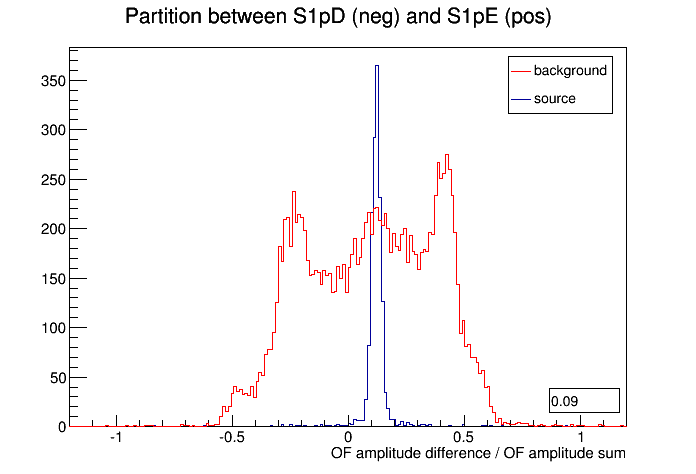 Partition between S1pD (neg) and S1pE (pos)
background
source
350
300
250
200
150
100
50
0
0.09
-1 -0.5 0 0.5 1
OF amplitude difference / OF amplitude sum